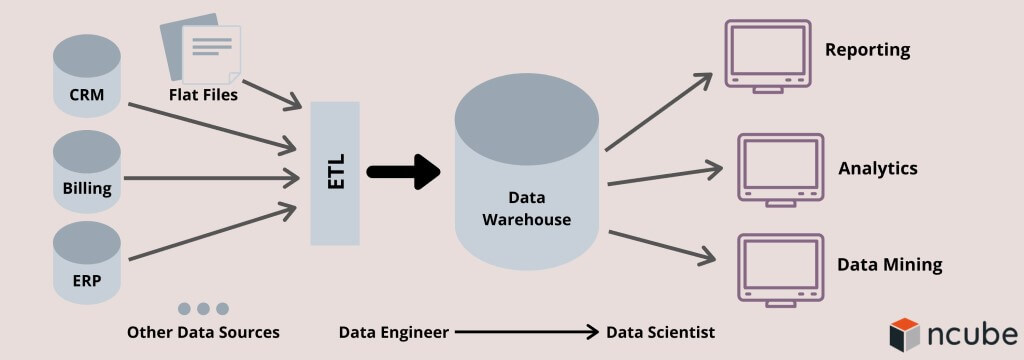 CRM
Flat Files
Billing
ERP
Other Data Sources
ETL
Data
Warehouse
Data Engineer
Data Scientist
Reporting
Analytics
Data Mining
ncube